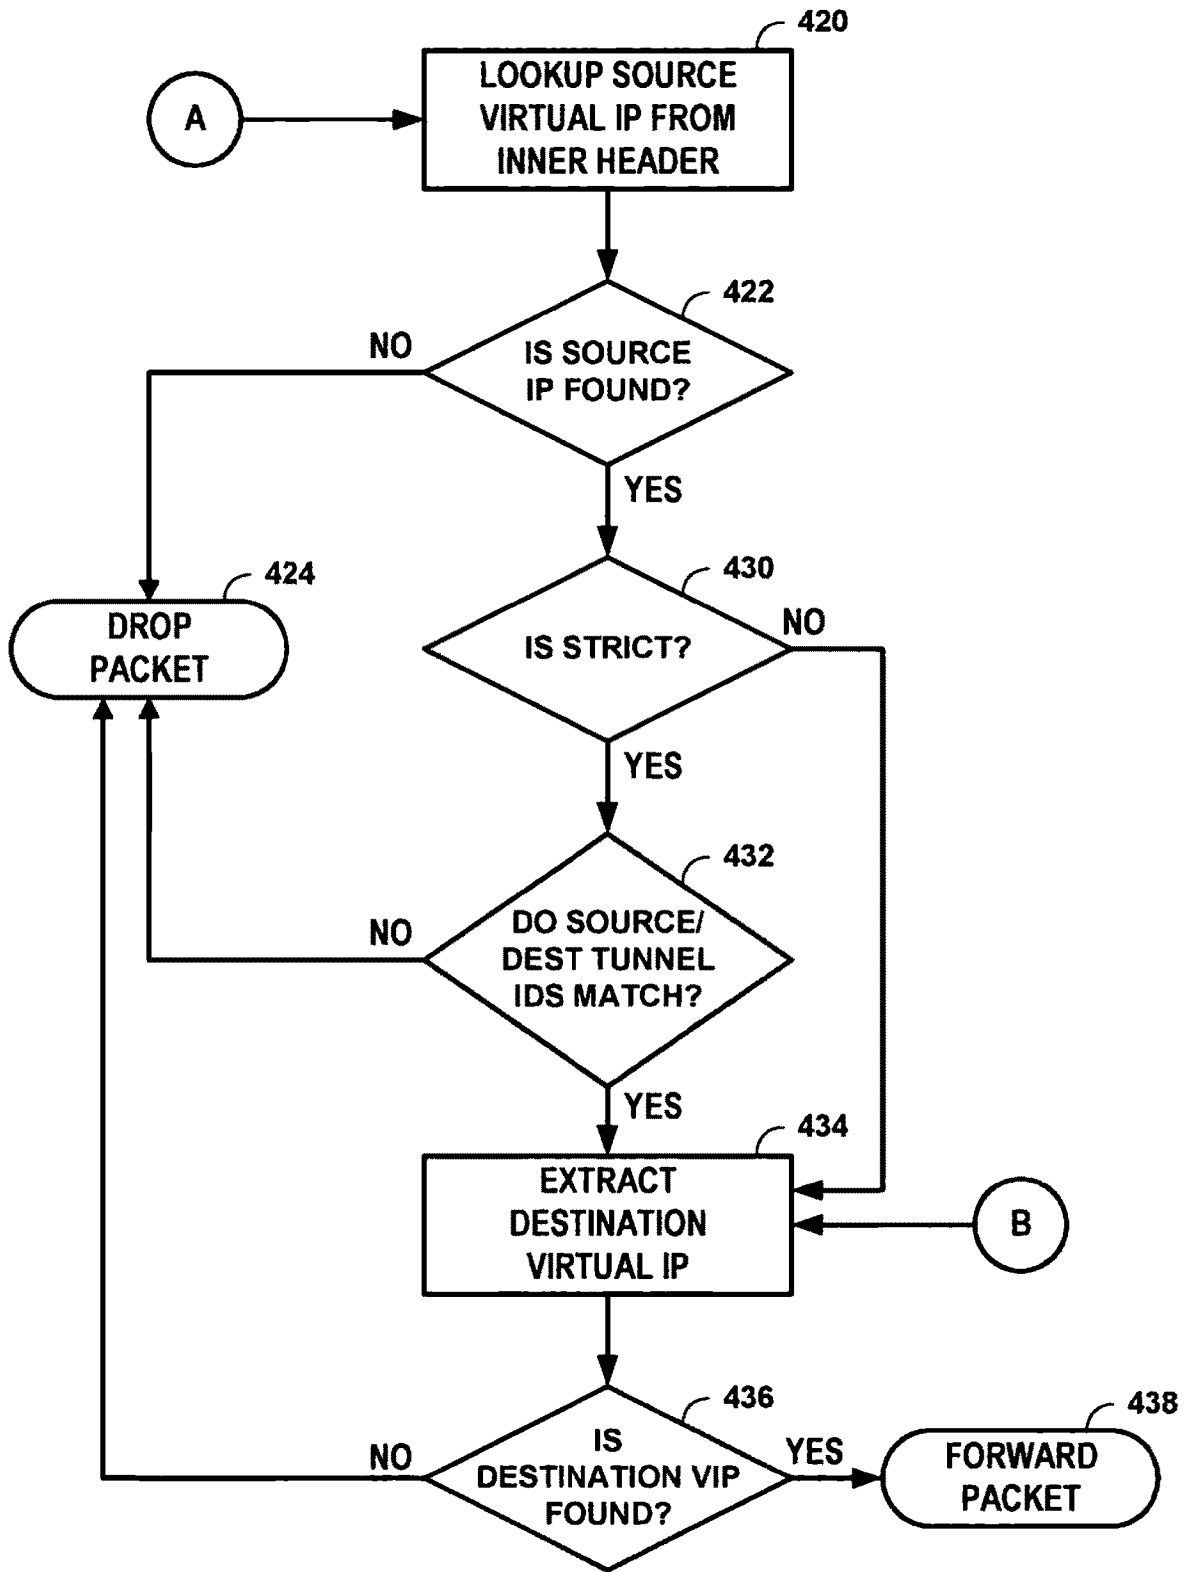 420
LOOKUP SOURCE
VIRTUAL IP FROM
INNER HEADER
A
422
NO
IS SOURCE
IP FOUND?
YES
424
DROP
PACKET
430
NO
IS STRICT?
YES
432
NO
DO SOURCE/
DEST TUNNEL
IDS MATCH?
YES
434
EXTRACT
DESTINATION
VIRTUAL IP
B
436
NO
IS
DESTINATION VIP
FOUND?
YES
438
FORWARD
PACKET